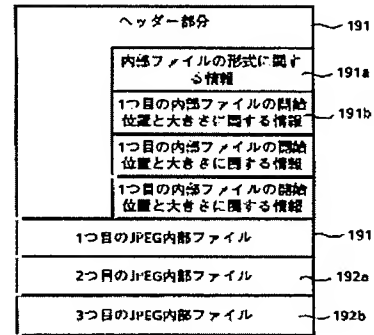 ヘッダー部分
191
内部ファイルの形式に関す
る情報
191a
1つ目の内部ファイルの開始
位置と大きさに関する情報
191b
1つ目の内部ファイルの開始
位置と大きさに関する情報
1つ目の内部ファイルの開始
位置と大きさに関する情報
1つ目のJPEG内部ファイル
191
2つ目のJPEG内部ファイル
192a
3つ目のJPEG内部ファイル
192b